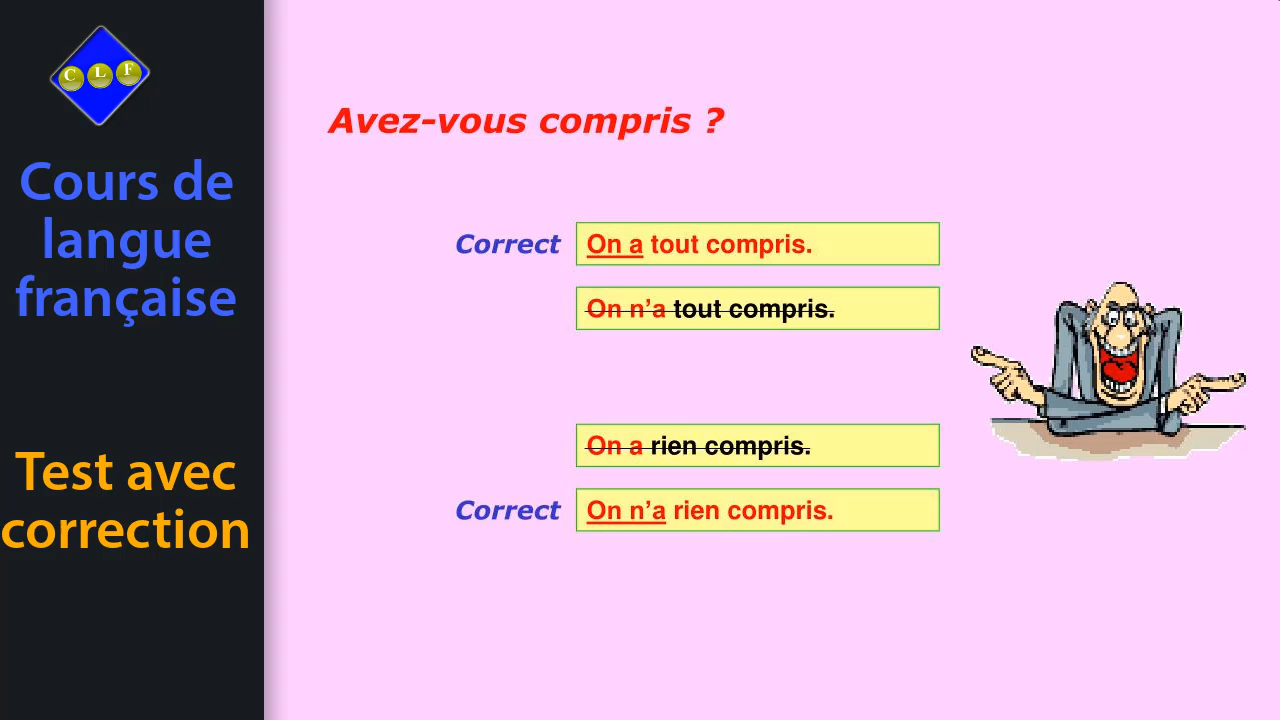 C L F
Cours de
langue
française
Test avec
correction
Avez-vous compris ?
Correct On a tout compris.
On n’a tout compris.
On a rien compris.
Correct On n’a rien compris.